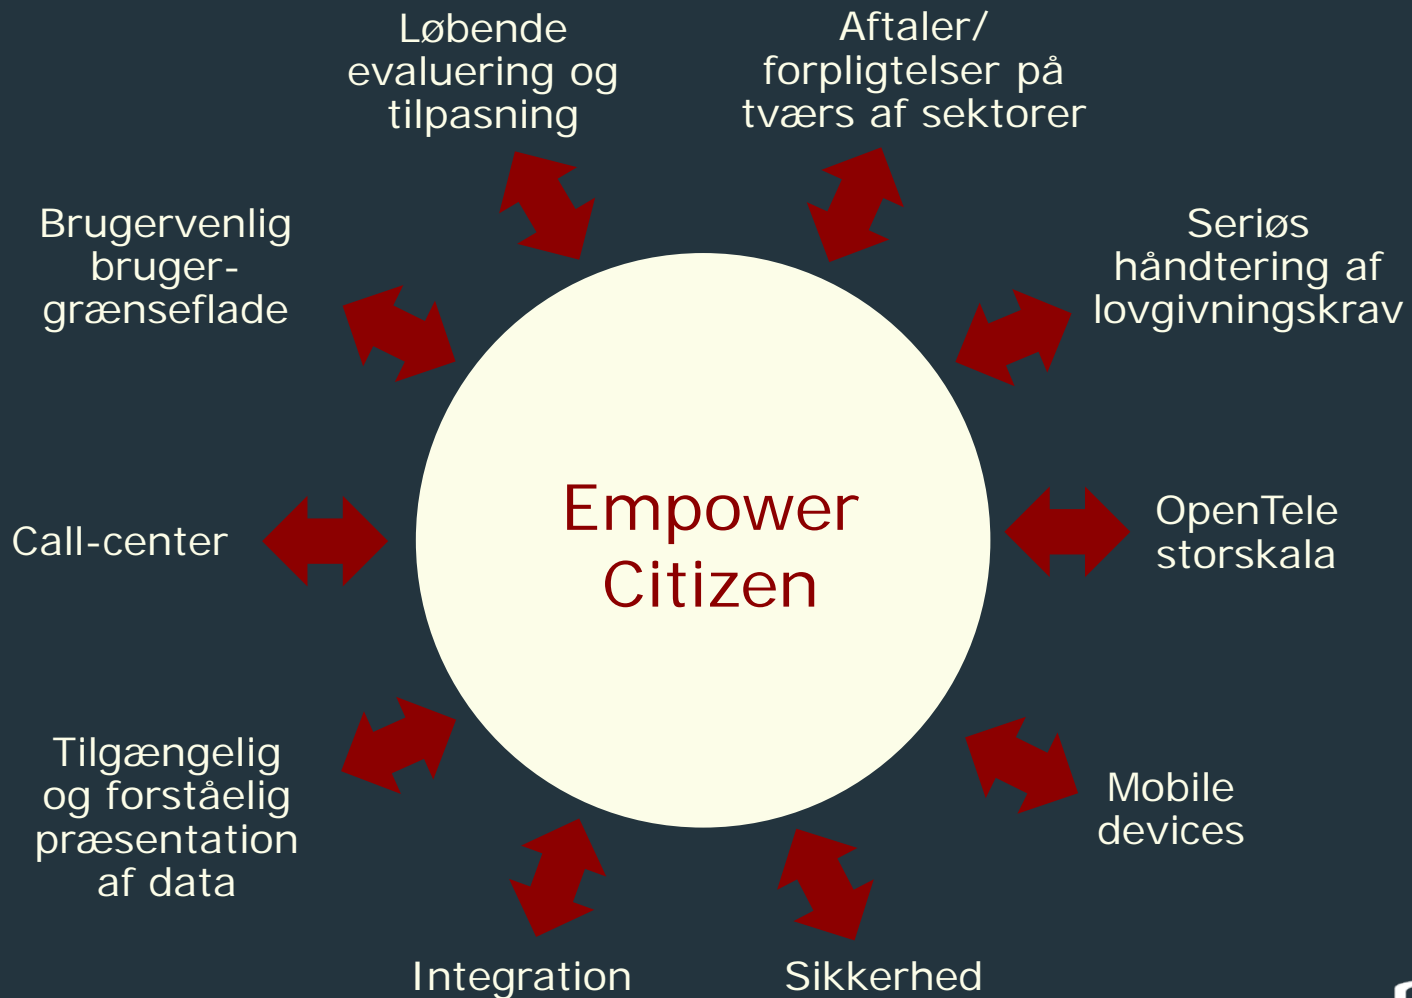 Løbende
evaluering og
tilpasning
Aftaler/
forpligtelser på
tværs af sektorer
Brugervenlig
bruger-
grænseflade
Seriøs
håndtering af
lovgivningskrav
Call-center
Empower
Citizen
OpenTele
storskala
Tilgængelig
og forståelig
præsentation
af data
Mobile
devices
Integration
Sikkerhed